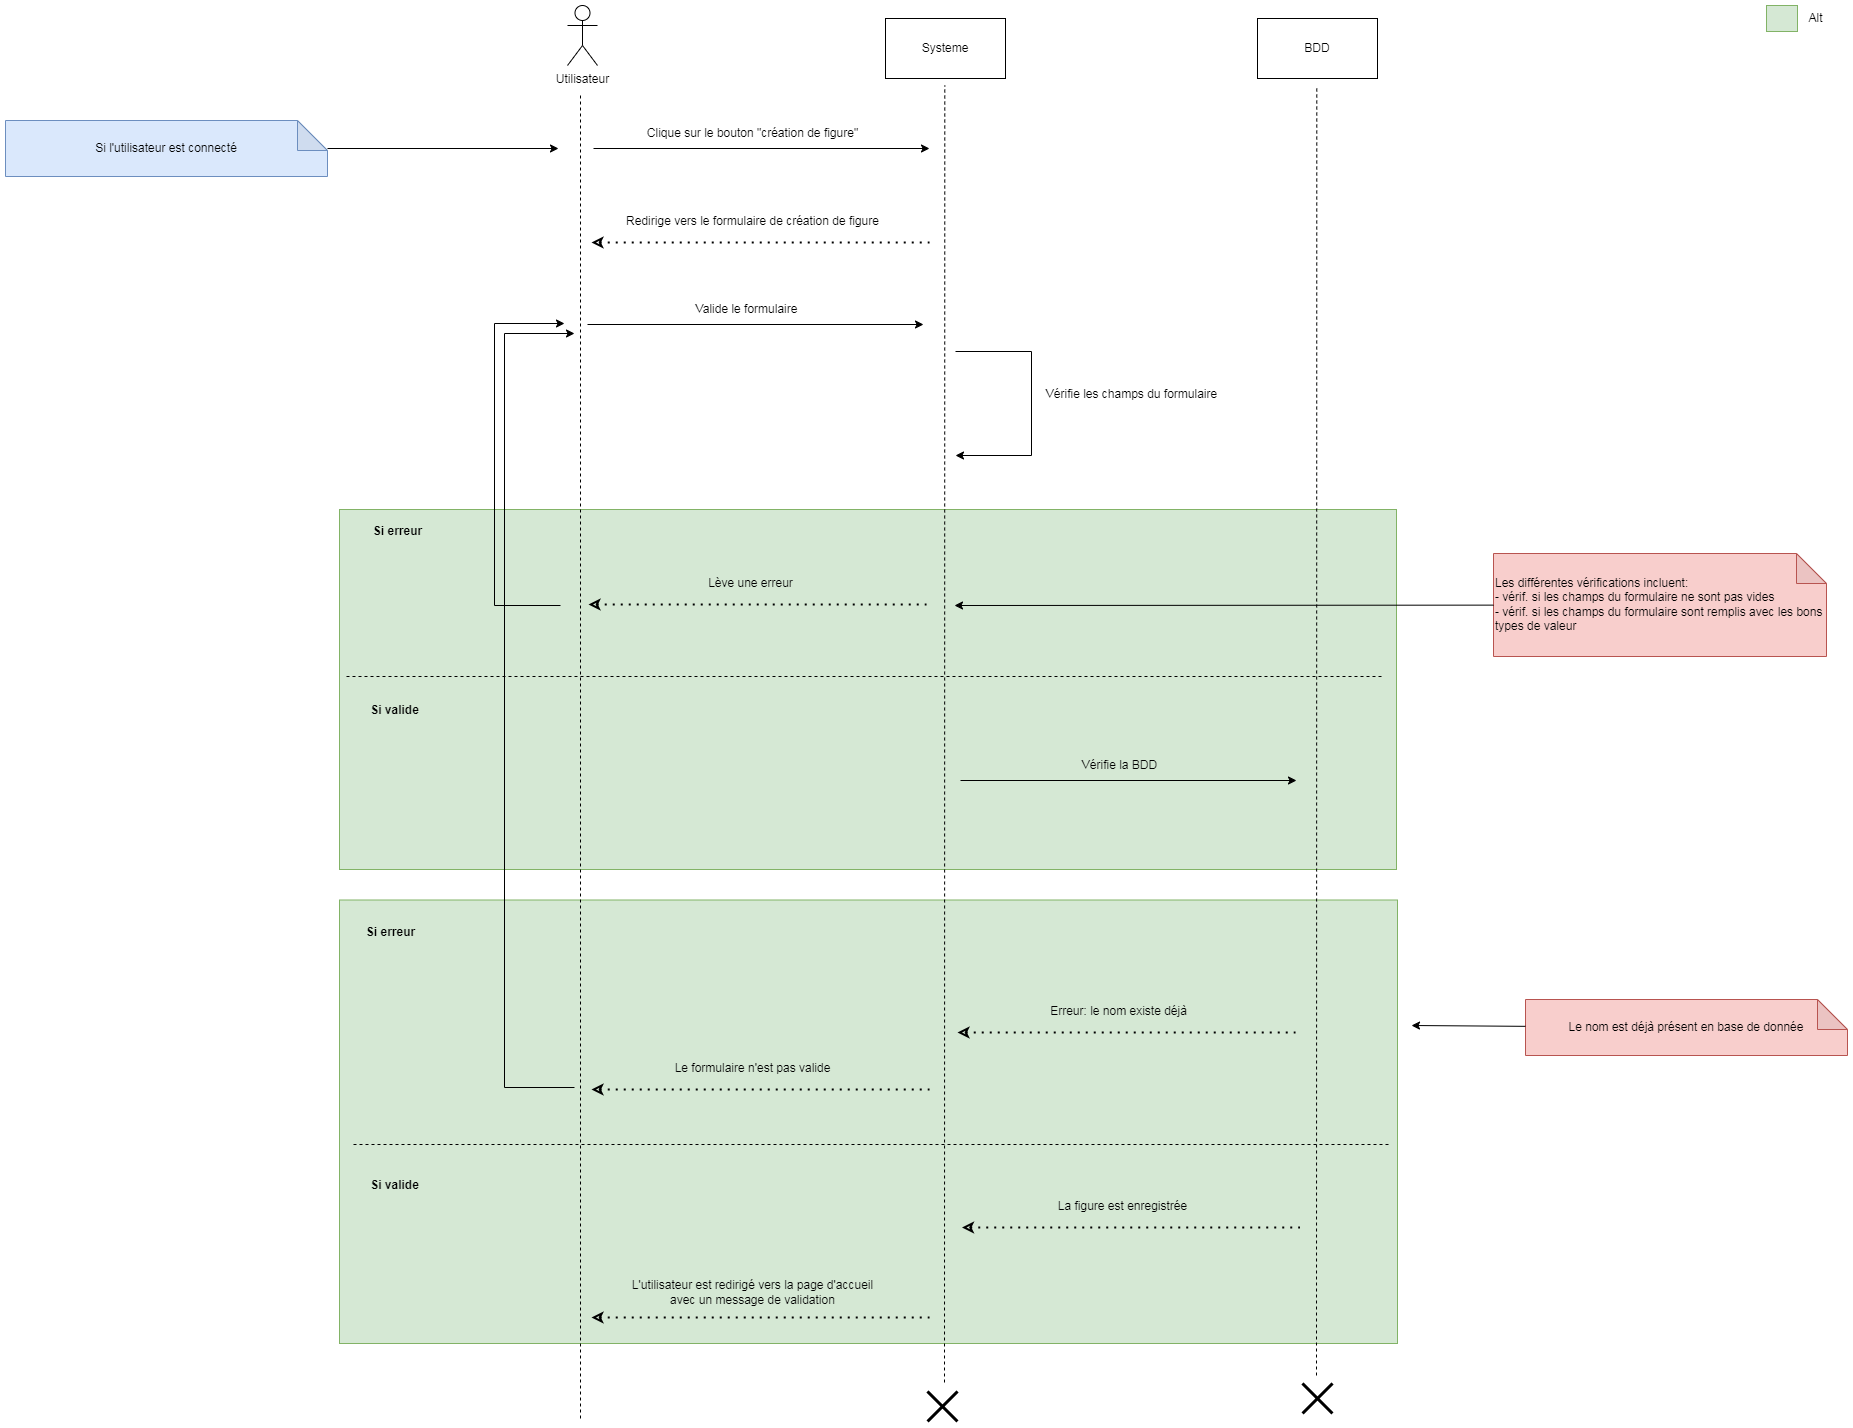 Alt
Utilisateur
Systeme
BDD
Si l'utilisateur est connecté
Clique sur le bouton "création de figure"
Redirige vers le formulaire de création de figure
Valide le formulaire
Vérifie les champs du formulaire
Si erreur
Lève une erreur
Les différentes vérifications incluent:
- vérif. si les champs du formulaire ne sont pas vides
- vérif. si les champs du formulaire sont remplis avec les bons
types de valeur
Si valide
Vérifie la BDD
Si erreur
Erreur: le nom existe déjà
Le nom est déjà présent en base de donnée
Le formulaire n'est pas valide
Si valide
La figure est enregistrée
L'utilisateur est redirigé vers la page d'accueil
avec un message de validation